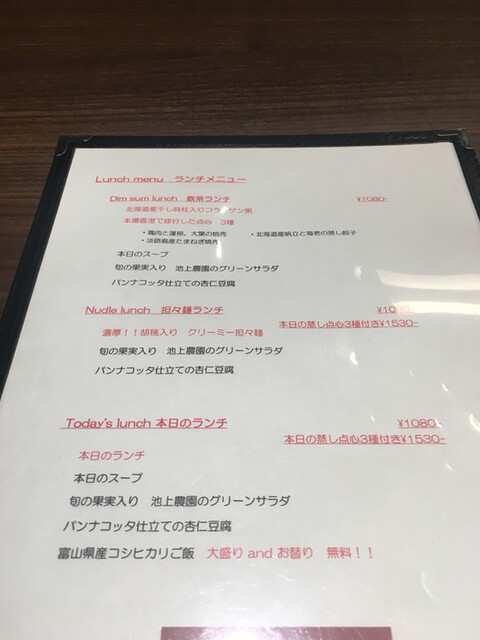 Lunch menu ランチメニュー
Dim sum lunch 飲茶ランチ ¥1080-
北海道産干し貝柱入りコラーゲン粥
本場香港で修行した点心 3種
・鶏肉と蓮根、大葉の焼売 ・北海道産帆立と海老の蒸し餃子
・淡路島産たまねぎ焼売
本日のスープ
旬の果実入り 池上農園のグリーンサラダ
パンナコッタ仕立ての杏仁豆腐
Nudle lunch 担々麺ランチ ¥1080-
本日の蒸し点心3種付き¥1530-
濃厚!!胡桃入り クリーミー担々麺
旬の果実入り 池上農園のグリーンサラダ
パンナコッタ仕立ての杏仁豆腐
Today's lunch 本日のランチ ¥1080-
本日の蒸し点心3種付き¥1530-
本日のランチ
本日のスープ
旬の果実入り 池上農園のグリーンサラダ
パンナコッタ仕立ての杏仁豆腐
富山県産コシヒカリご飯 大盛り and お替り 無料!!